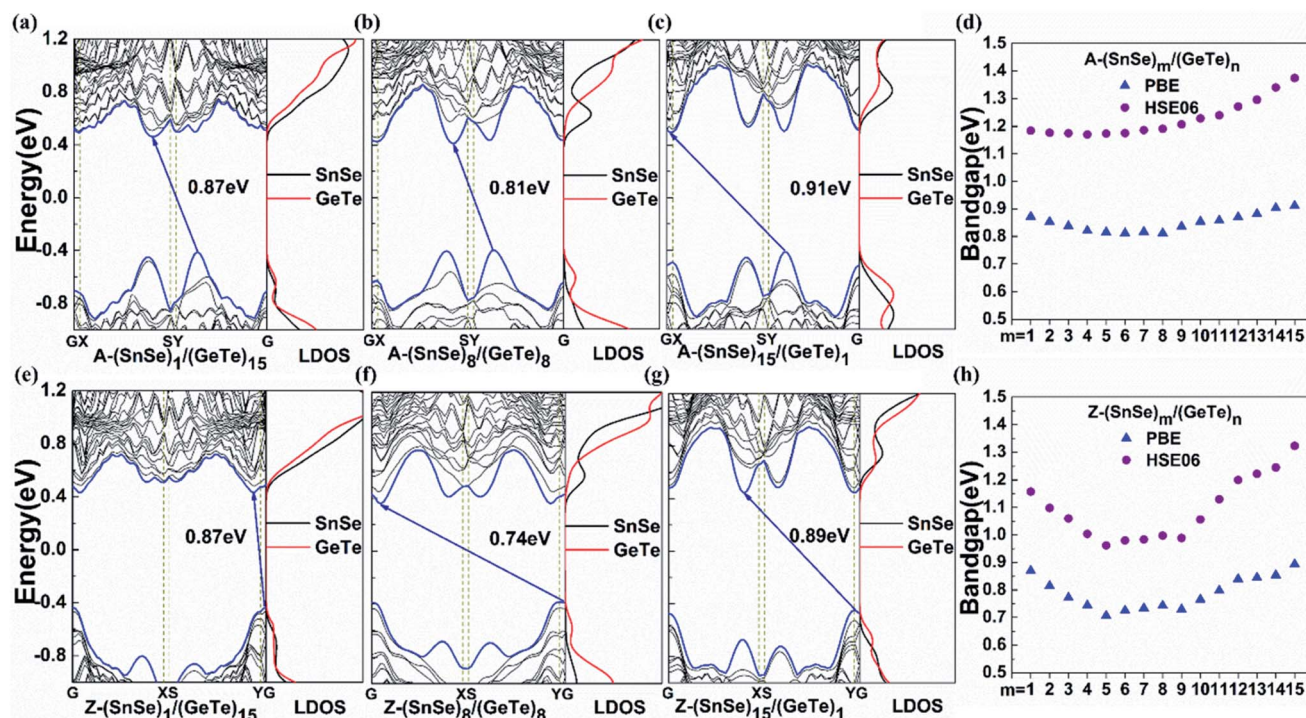 (a)
(b)
(c)
(d)
Energy(eV)
1.2
0.8
0.4
0.0
-0.4
-0.8
0.87eV
SnSe
GeTe
0.81eV
SnSe
GeTe
0.91eV
SnSe
GeTe
GX SY G
A-(SnSe)1/(GeTe)15 LDOS
GX SY G
A-(SnSe)8/(GeTe)8 LDOS
GX SY G
A-(SnSe)15/(GeTe)1 LDOS
Bandgap(eV)
1.5
1.4
1.3
1.2
1.1
1.0
0.9
0.8
0.7
0.6
0.5
A-(SnSe)m/(GeTe)n
PBE
HSE06
m=1 2 3 4 5 6 7 8 9 10 11 12 13 14 15
(e)
(f)
(g)
(h)
Energy(eV)
1.2
0.8
0.4
0.0
-0.4
-0.8
0.87eV
SnSe
GeTe
0.74eV
SnSe
GeTe
0.89eV
SnSe
GeTe
G XS YG
Z-(SnSe)1/(GeTe)15 LDOS
G XS YG
Z-(SnSe)8/(GeTe)8 LDOS
G XS YG
Z-(SnSe)15/(GeTe)1 LDOS
Bandgap(eV)
1.5
1.4
1.3
1.2
1.1
1.0
0.9
0.8
0.7
0.6
0.5
Z-(SnSe)m/(GeTe)n
PBE
HSE06
m=1 2 3 4 5 6 7 8 9 10 11 12 13 14 15